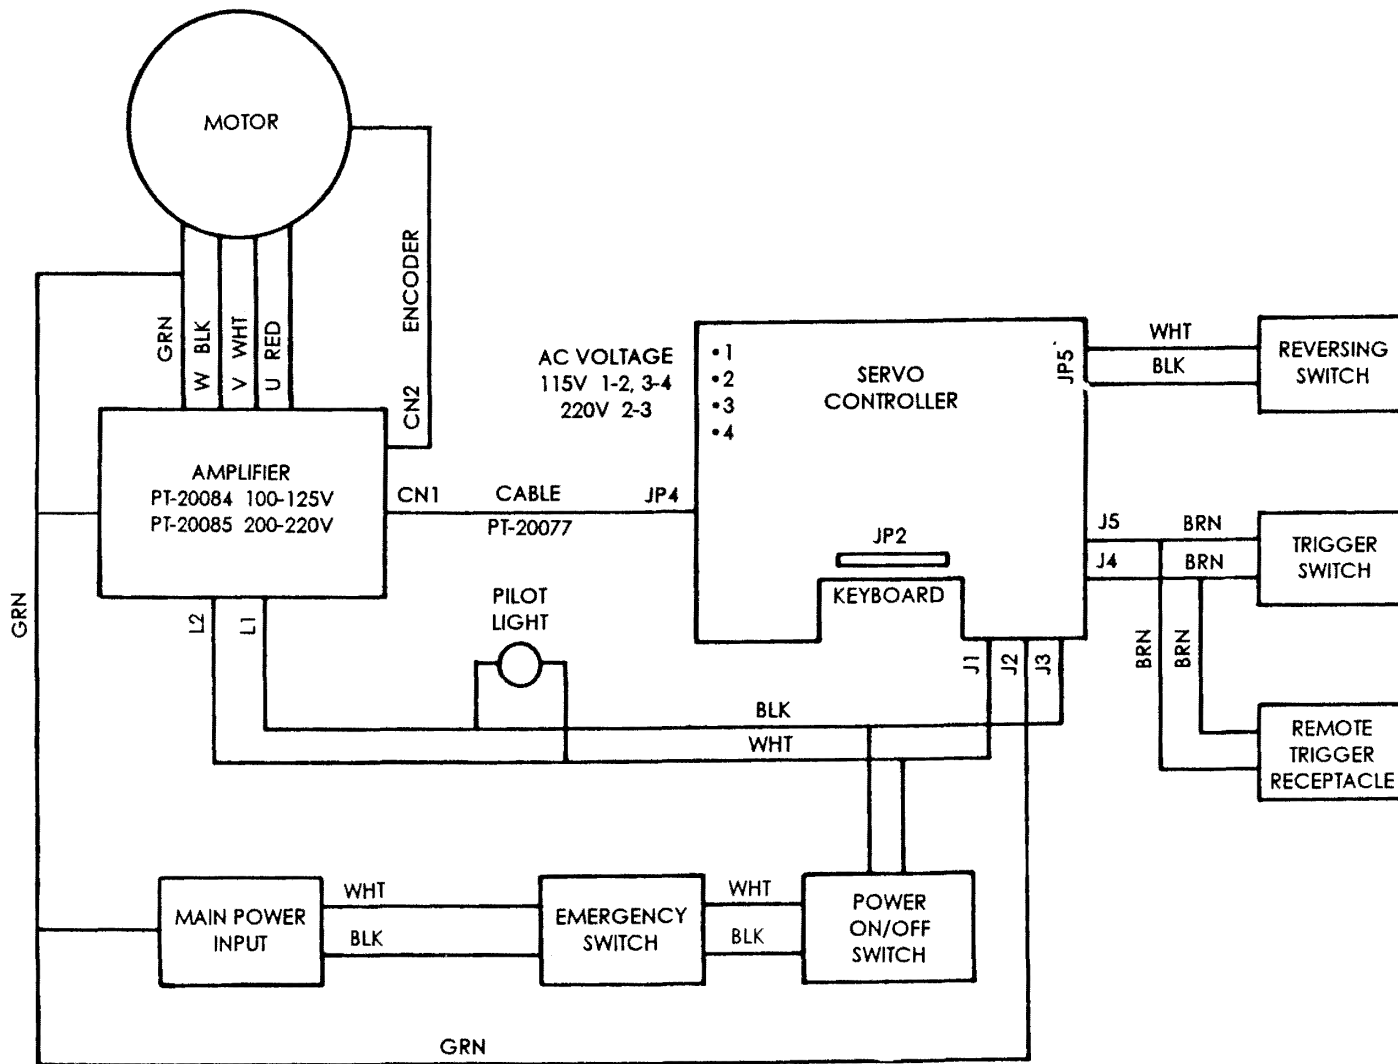 MOTOR
ENCODER
GRN
W BLK
V WHT
U RED
CN2
AC VOLTAGE
115V 1-2, 3-4
220V 2-3
•1
•2
•3
•4
SERVO
CONTROLLER
JP5
WHT
BLK
REVERSING
SWITCH
AMPLIFIER
PT-20084 100-125V
PT-20085 200-220V
CN1
CABLE
PT-20077
JP4
JP2
KEYBOARD
J5
BRN
J4
BRN
TRIGGER
SWITCH
GRN
L2
L1
PILOT
LIGHT
J1
J2
J3
BRN
BRN
BLK
WHT
REMOTE
TRIGGER
RECEPTACLE
MAIN POWER
INPUT
WHT
BLK
EMERGENCY
SWITCH
WHT
BLK
POWER
ON/OFF
SWITCH
GRN